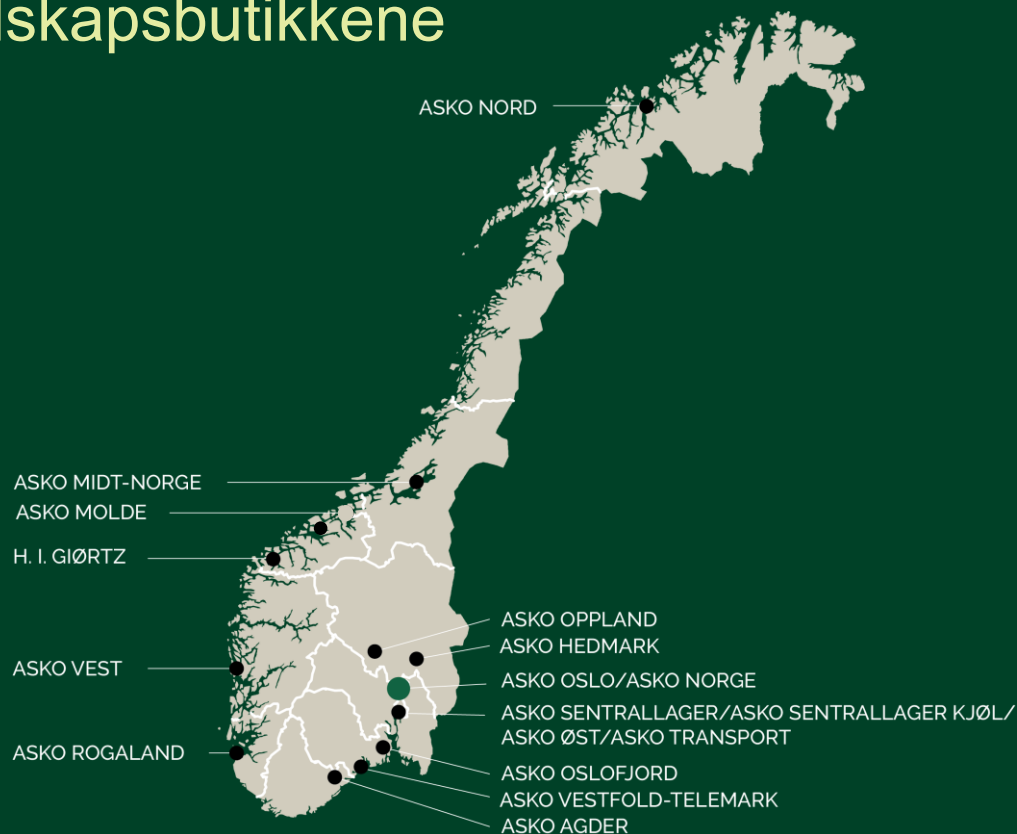 lskapsbutikkene
ASKO NORD
ASKO MIDT-NORGE
ASKO MOLDE
H. I. GIØRTZ
ASKO VEST
ASKO ROGALAND
ASKO OPPLAND
ASKO HEDMARK
ASKO OSLO/ASKO NORGE
ASKO SENTRALLAGER/ASKO SENTRALLAGER KJØL/
ASKO ØST/ASKO TRANSPORT
ASKO OSLOFJORD
ASKO VESTFOLD-TELEMARK
ASKO AGDER